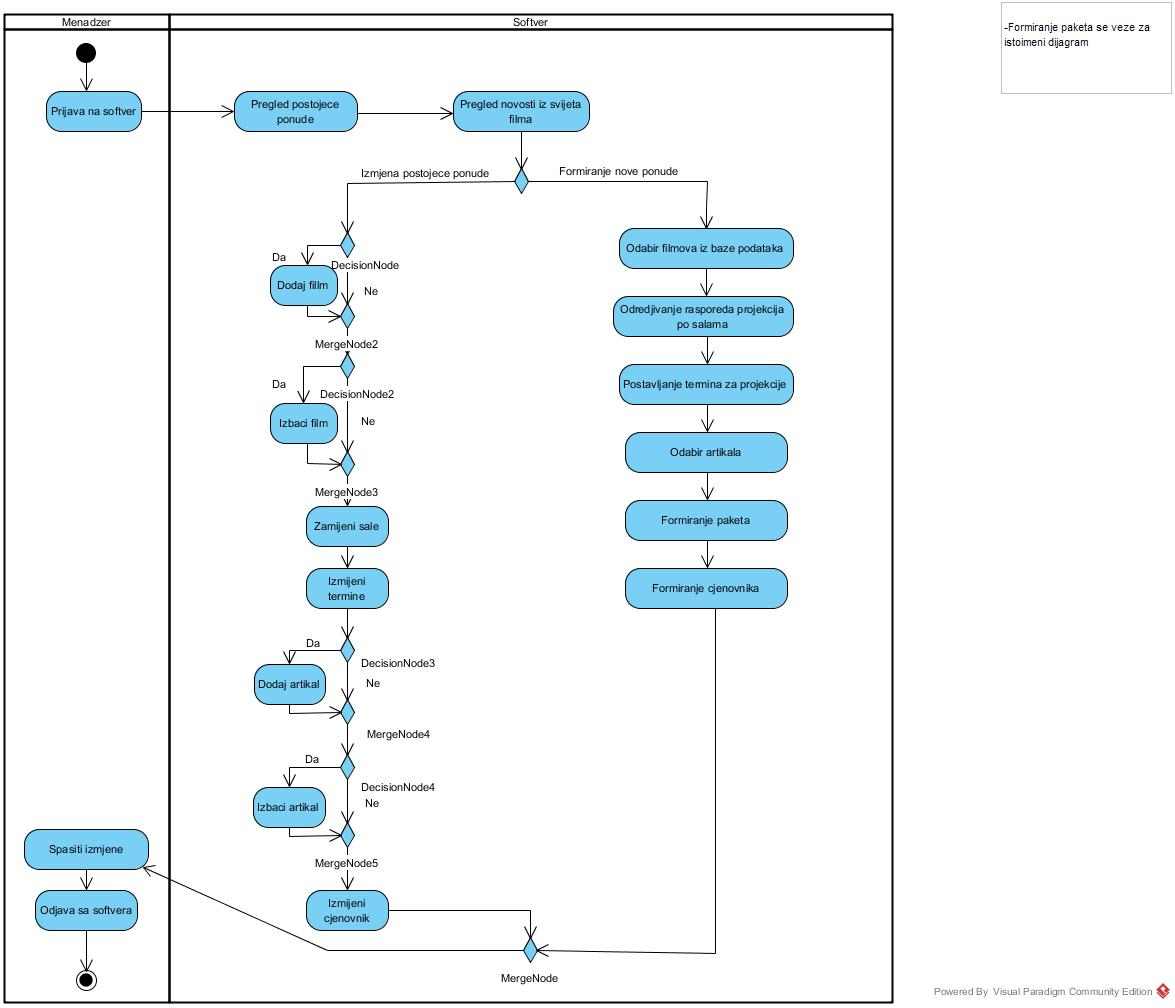 Menadzer
Softver
-Formiranje paketa se veze za
istoimeni dijagram
Prijava na softver
Pregled postojece
ponude
Pregled novosti iz svijeta
filma
Izmjena postojece ponude
Formiranje nove ponude
Odabir filmova iz baze podataka
Da
DecisionNode
Dodaj fillm
Ne
Odredjivanje rasporeda projekcija
po salama
MergeNode2
Da
DecisionNode2
Postavljanje termina za projekcije
Izbaci film
Ne
Odabir artikala
MergeNode3
Zamijeni sale
Formiranje paketa
Izmijeni
termine
Formiranje cjenovnika
Da
DecisionNode3
Dodaj artikal
Ne
MergeNode4
Da
DecisionNode4
Izbaci artikal
Ne
Spasiti izmjene
MergeNode5
Odjava sa softvera
Izmijeni
cjenovnik
MergeNode
Powered By Visual Paradigm Community Edition